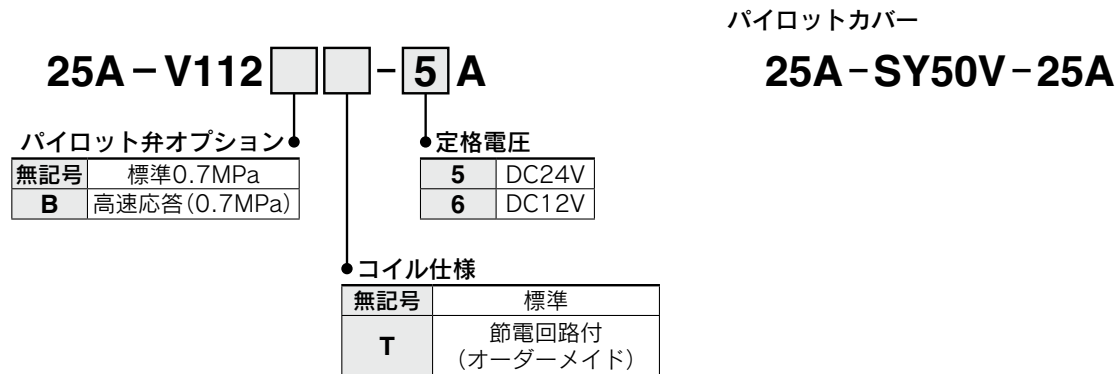 パイロットカバー
25A－V112□□－5A
25A－SY50V－25A
パイロット弁オプション
無記号 標準0.7MPa
B 高速応答(0.7MPa)
定格電圧
5 DC24V
6 DC12V
コイル仕様
無記号 標準
T 節電回路付
(オーダーメイド)